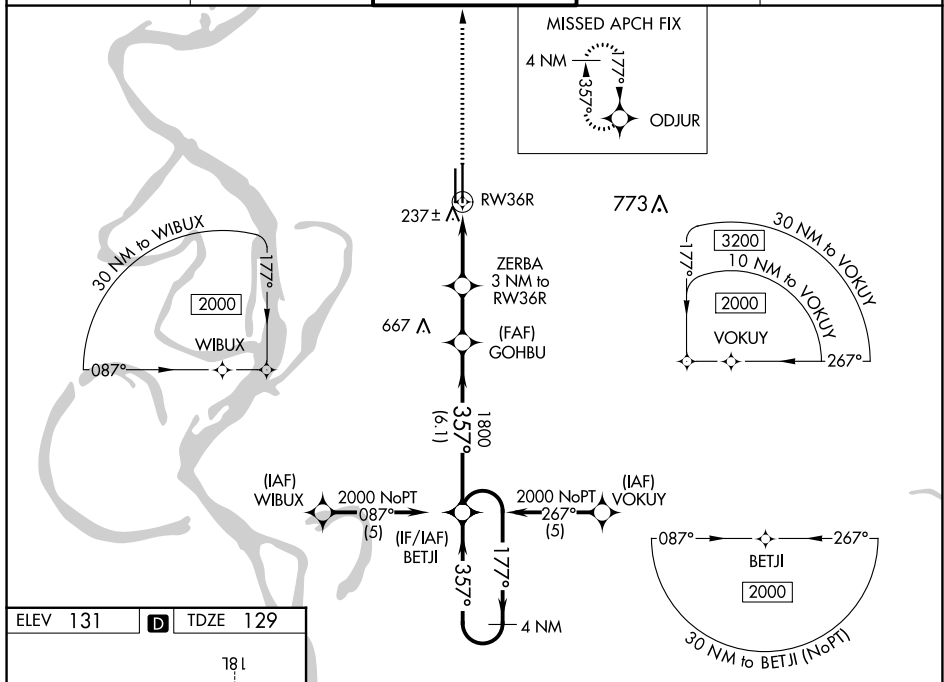 MISSED APCH FIX
4 NM
177°
357°
ODJUR
RW36R
237±
773
30 NM to WIBUX
177°
2000
WIBUX
087°
ZERBA
3 NM to
RW36R
667
(FAF)
GOHBU
30 NM to VOKUY
3200
10 NM to VOKUY
177°
2000
VOKUY
267°
357°
(6.1)
1800
(IAF)
WIBUX
2000 NoPT
087°
(5)
(IF/IAF)
BETJI
2000 NoPT
267°
(5)
(IAF)
VOKUY
357°
177°
4 NM
087°
267°
BETJI
2000
30 NM to BETJI (NoPT)
ELEV 131
D
TDZE 129
18L